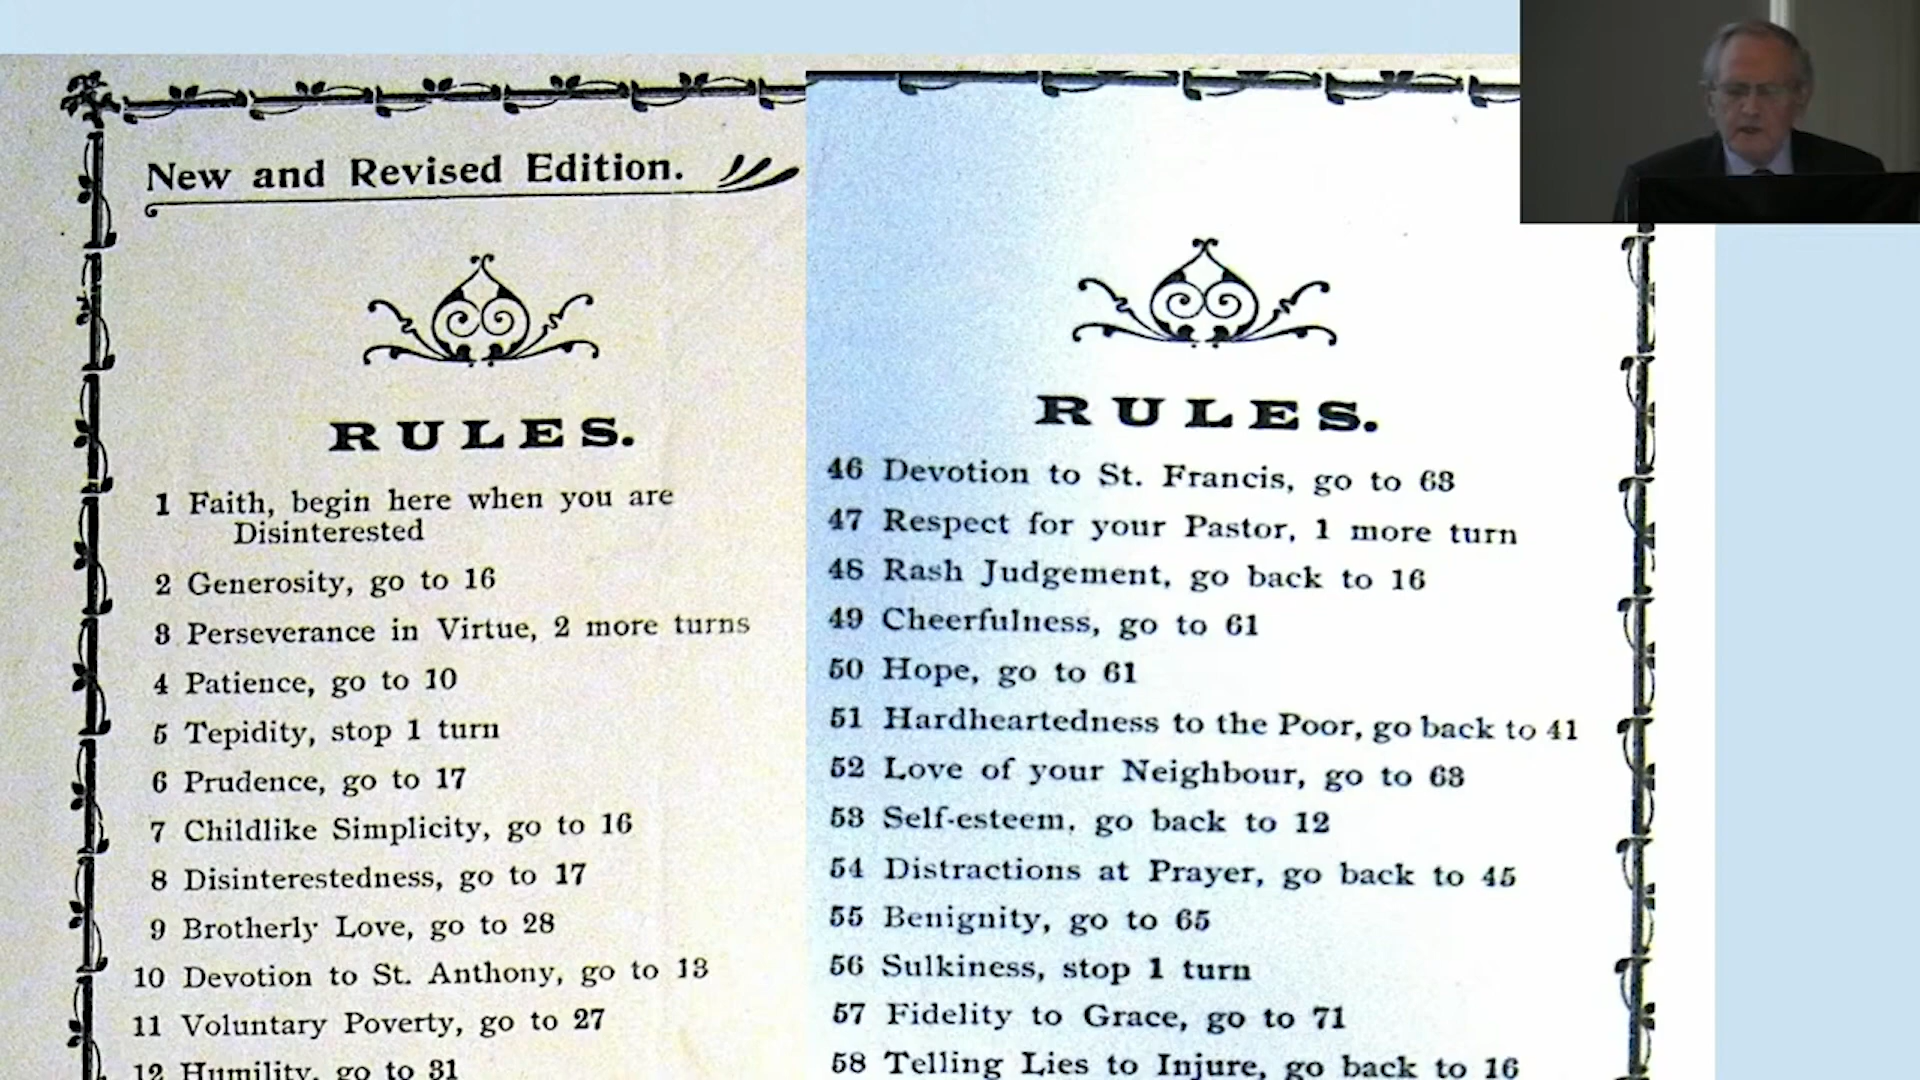 New and Revised Edition.
RULES.
1 Faith, begin here when you are
Disinterested
2 Generosity, go to 16
3 Perseverance in Virtue, 2 more turns
4 Patience, go to 10
5 Tepidity, stop 1 turn
6 Prudence, go to 17
7 Childlike Simplicity, go to 16
8 Disinterestedness, go to 17
9 Brotherly Love, go to 28
10 Devotion to St. Anthony, go to 13
11 Voluntary Poverty, go to 27
12 Humility, go to 31
RULES.
46 Devotion to St. Francis, go to 63
47 Respect for your Pastor, 1 more turn
48 Rash Judgement, go back to 16
49 Cheerfulness, go to 61
50 Hope, go to 61
51 Hardheartedness to the Poor, go back to 41
52 Love of your Neighbour, go to 63
53 Self-esteem, go back to 12
54 Distractions at Prayer, go back to 45
55 Benignity, go to 65
56 Sulkiness, stop 1 turn
57 Fidelity to Grace, go to 71
58 Telling Lies to Injure, go back to 16